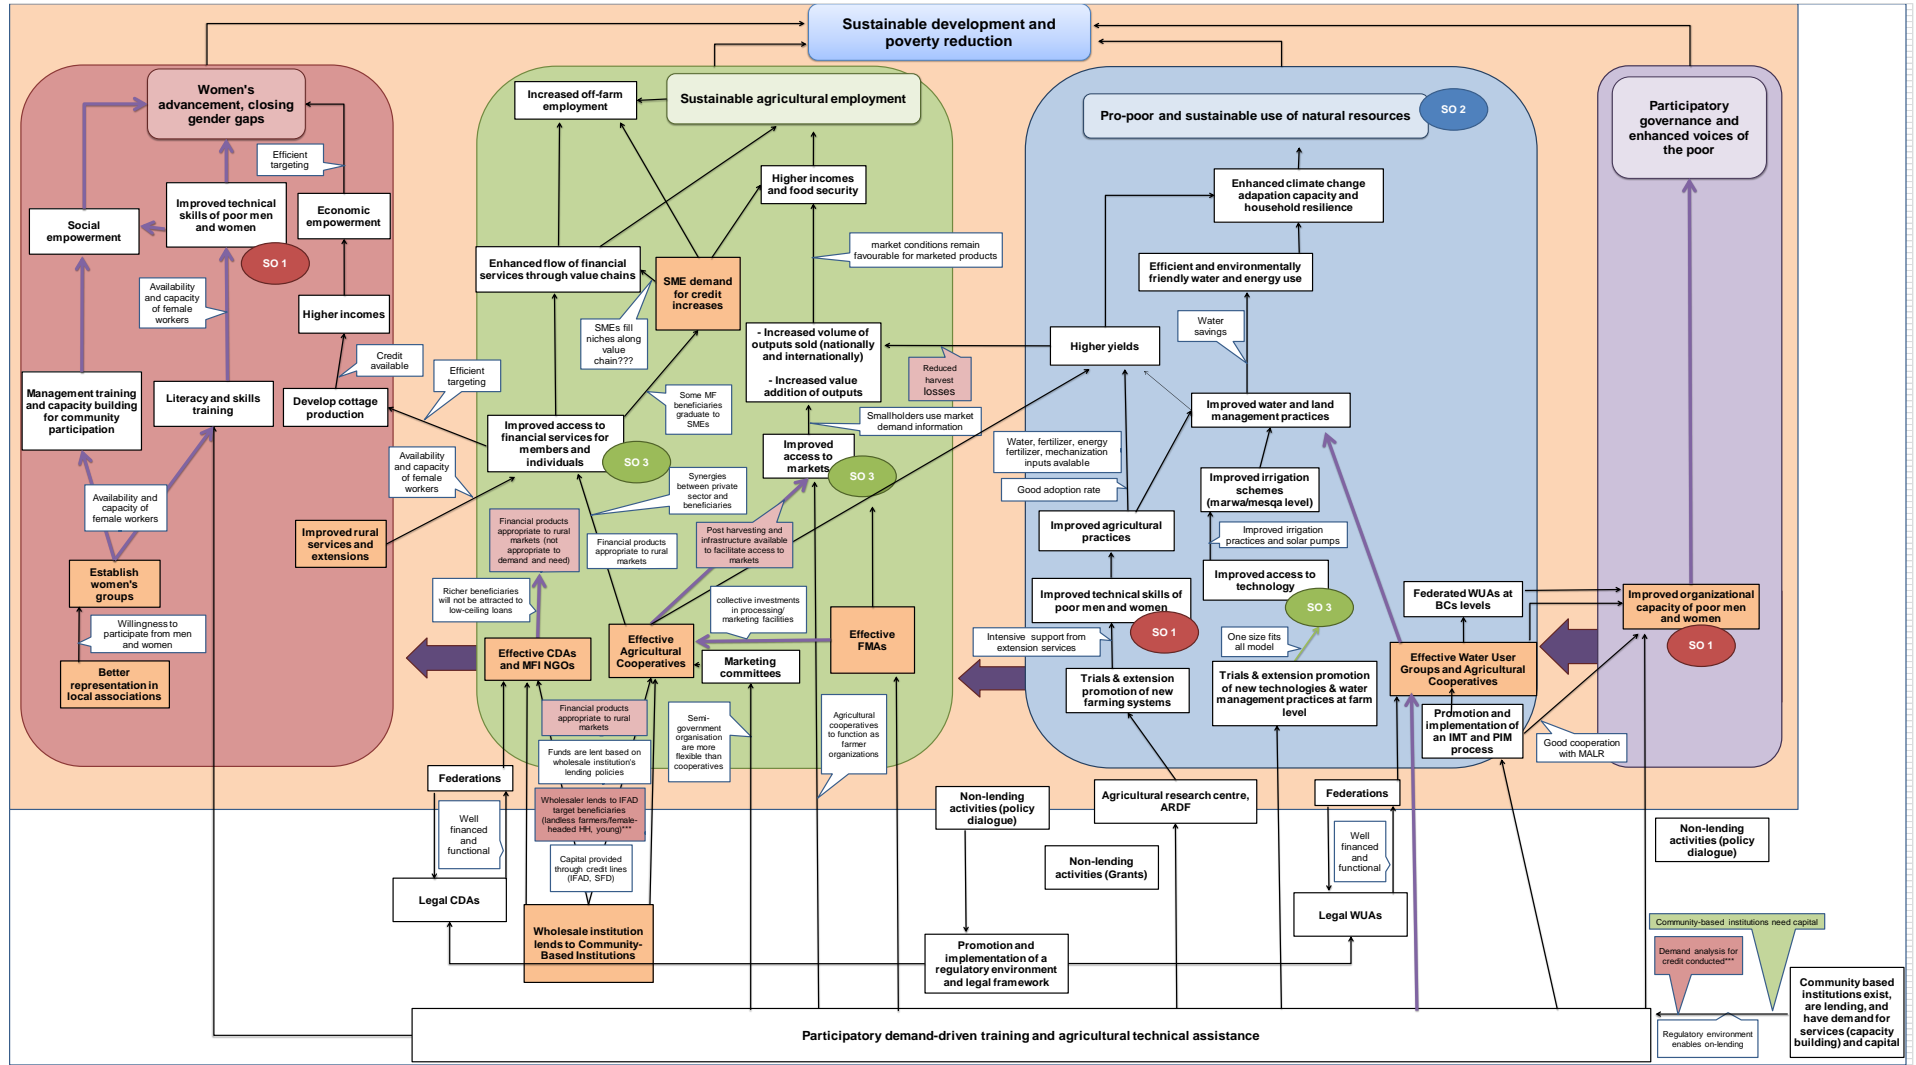 Sustainable development and
poverty reduction
Women's
advancement, closing
gender gaps
Efficient
targeting
Improved technical
skills of poor men
and women
SO 1
Social
empowerment
Economic
empowerment
Availability
and capacity
of female
workers
Higher incomes
Credit
available
Management training
and capacity building
for community
participation
Literacy and skills
training
Develop cottage
production
Efficient
targeting
Availability
and capacity
of female
workers
Availability and
capacity of
female workers
Improved rural
services and
extensions
Establish
women's
groups
Willingness to
participate from men
and women
Better
representation in
local associations
Increased off-farm
employment
Sustainable agricultural employment
Higher incomes
and food security
Enhanced flow of financial
services through value chains
SME demand
for credit
increases
market conditions remain
favourable for marketed products
SMEs fill
niches along
value
chain???
- Increased volume of
outputs sold (nationally
and internationally)
- Increased value
addition of outputs
Reduced
harvest
losses
Some MF
beneficiaries
graduate to
SMEs
Smallholders use market
demand information
Improved access to
financial services for
members and
individuals
SO 3
Improved
access to
markets
SO 3
Synergies
between private
sector and
beneficiaries
Financial products
appropriate to rural
markets (not
appropriate to
demand and need)
Financial products
appropriate to rural
markets
Post harvesting and
infrastructure available
to facilitate access to
markets
Richer beneficiaries
will not be attracted to
low-ceiling loans
collective investments
in processing/
marketing facilities
Effective CDAs
and MFI NGOs
Effective
Agricultural
Cooperatives
Marketing
committees
Effective
FMAs
Financial products
appropriate to rural
markets
Funds are lent based on
wholesale institution's
lending policies
Wholesaler lends to IFAD
target beneficiaries
(landless farmers/female-
headed HH, young)***
Capital provided
through credit lines
(IFAD, SFD)
Semi-
government
organisation
are more
flexible than
cooperatives
Agricultural
cooperatives
to function as
farmer
organizations
Federations
Well
financed
and
functional
Legal CDAs
Wholesale institution
lends to Community-
Based Institutions
Pro-poor and sustainable use of natural resources
SO 2
Enhanced climate change
adapation capacity and
household resilience
Efficient and environmentally
friendly water and energy use
Water
savings
Higher yields
Improved water and land
management practices
Water, fertilizer, energy
fertilizer, mechanization
inputs avalable
Good adoption rate
Improved irrigation
schemes
(marwa/mesqa level)
Improved agricultural
practices
Improved irrigation
practices and solar pumps
Improved technical skills of
poor men and women
SO 1
Improved access to
technology
SO 3
Intensive support from
extension services
One size fits
all model
Trials & extension
promotion of new
farming systems
Trials & extension promotion
of new technologies & water
management practices at farm
level
Federated WUAs at
BCs levels
Effective Water User
Groups and Agricultural
Cooperatives
Promotion and
implementation of
an IMT and PIM
process
Participatory
governance and
enhanced voices of
the poor
Improved organizational
capacity of poor men
and women
SO 1
Good cooperation
with MALR
Non-lending
activities (policy
dialogue)
Agricultural research centre,
ARDF
Non-lending
activities (Grants)
Federations
Well
financed
and
functional
Legal WUAs
Non-lending
activities (policy
dialogue)
Promotion and
implementation of a
regulatory environment
and legal framework
Community-based institutions need capital
Demand analysis for
credit conducted***
Regulatory environment
enables on-lending
Community based
institutions exist,
are lending, and
have demand for
services (capacity
building) and capital
Participatory demand-driven training and agricultural technical assistance